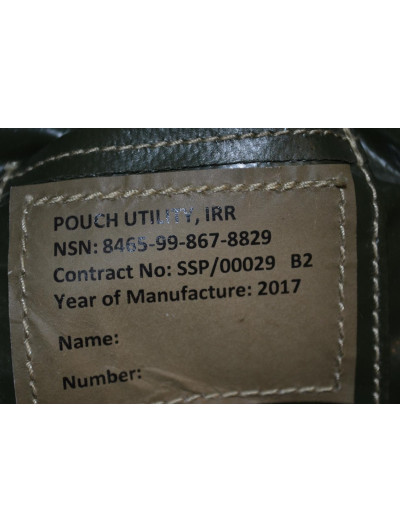 POUCH UTILITY, IRR
NSN: 8465-99-867-8829
Contract No: SSP/00029 B2
Year of Manufacture: 2017
Name:
Number: